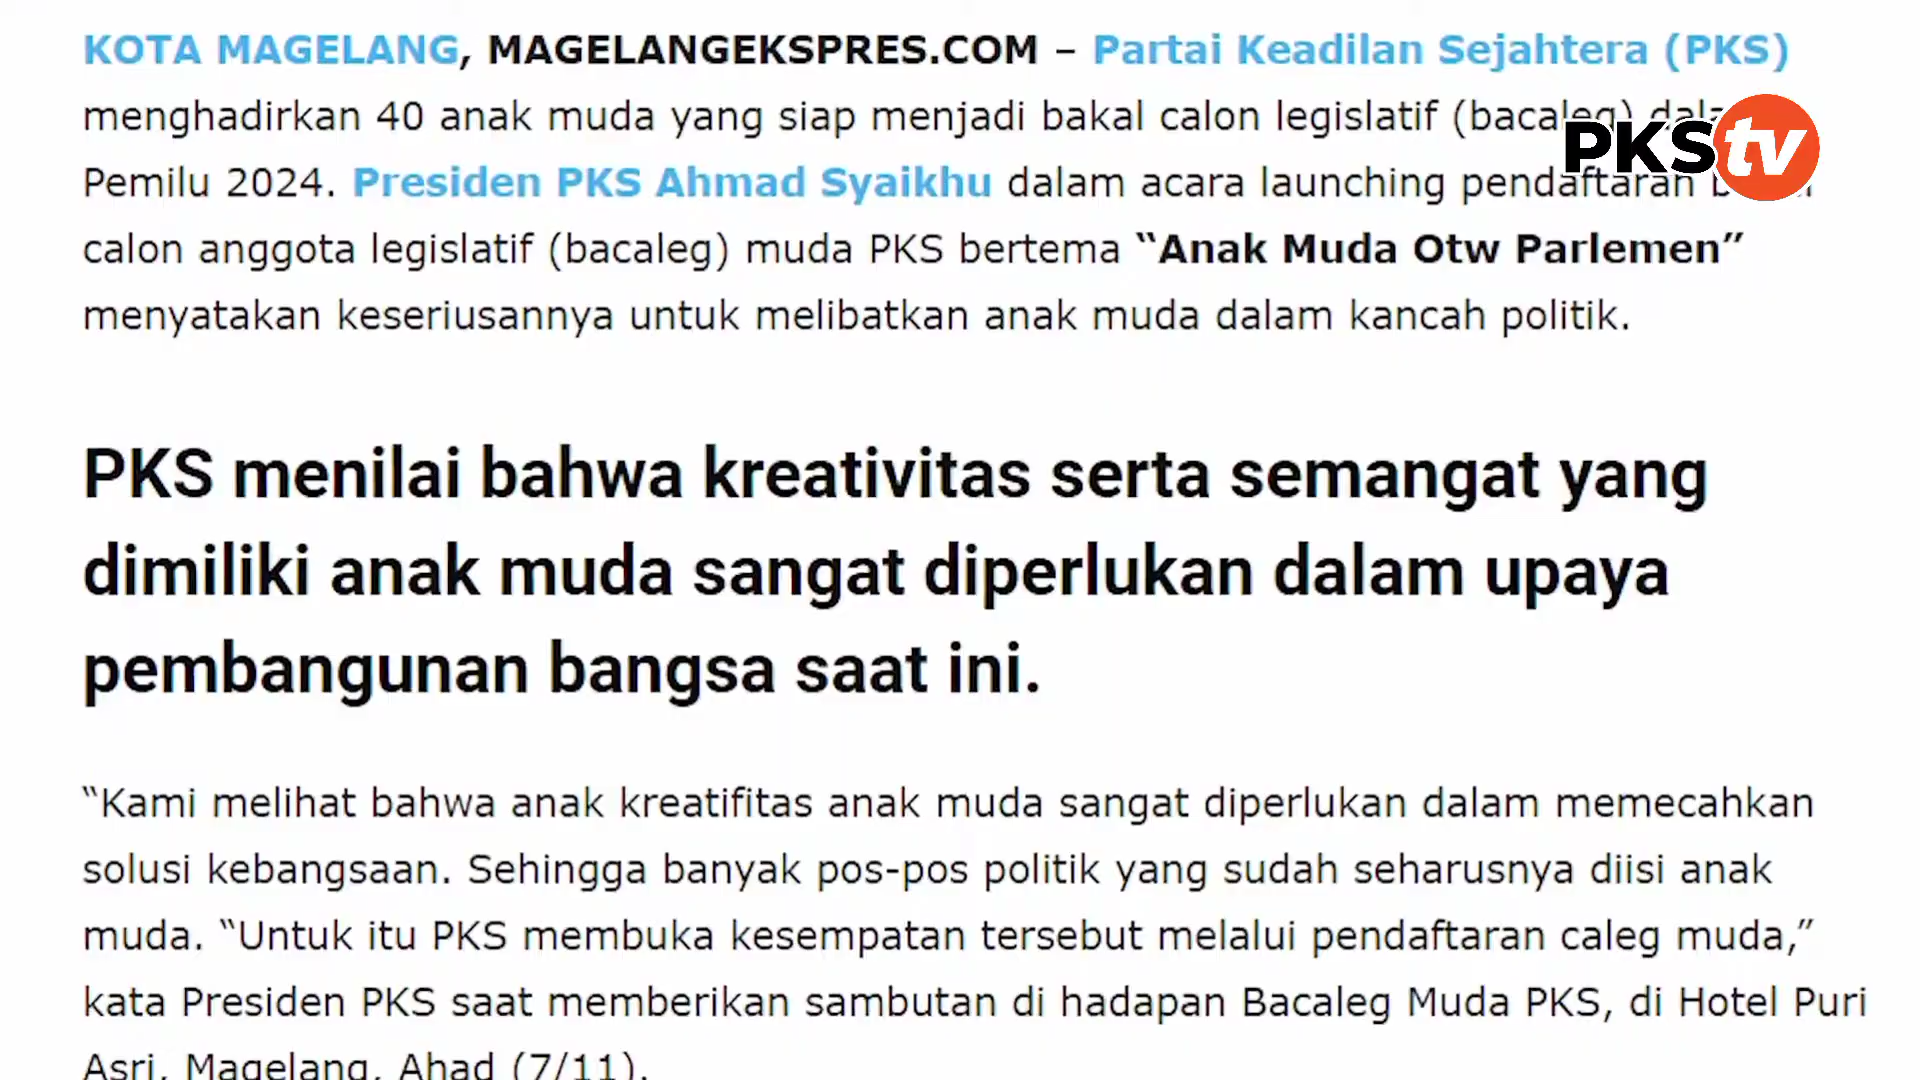 KOTA MAGELANG, MAGELANGEKSPRES.COM – Partai Keadilan Sejahtera (PKS)
menghadirkan 40 anak muda yang siap menjadi bakal calon legislatif (bacaleg)
PKStv
Pemilu 2024. Presiden PKS Ahmad Syaikhu dalam acara launching pendaftaran
calon anggota legislatif (bacaleg) muda PKS bertema “Anak Muda Otw Parlemen”
menyatakan keseriusannya untuk melibatkan anak muda dalam kancah politik.
PKS menilai bahwa kreativitas serta semangat yang
dimiliki anak muda sangat diperlukan dalam upaya
pembangunan bangsa saat ini.
“Kami melihat bahwa anak kreatifitas anak muda sangat diperlukan dalam memecahkan
solusi kebangsaan. Sehingga banyak pos-pos politik yang sudah seharusnya diisi anak
muda. “Untuk itu PKS membuka kesempatan tersebut melalui pendaftaran caleg muda,”
kata Presiden PKS saat memberikan sambutan di hadapan Bacaleg Muda PKS, di Hotel Puri
Asri, Magelang, Ahad (7/11).